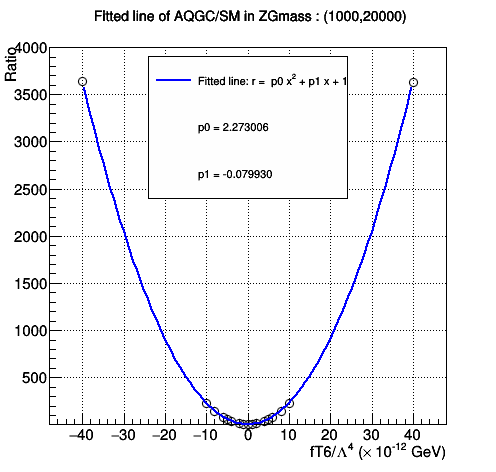 FItted line of AQGC/SM in ZGmass : (1000,20000)
Ratio
4000
3500
3000
2500
2000
1500
1000
500
Fitted line: r = p0 x² + p1 x + 1
p0 = 2.273006
p1 = -0.079930
−40 −30 −20 −10 0 10 20 30 40
fT6/Λ⁴ (× 10⁻¹² GeV)